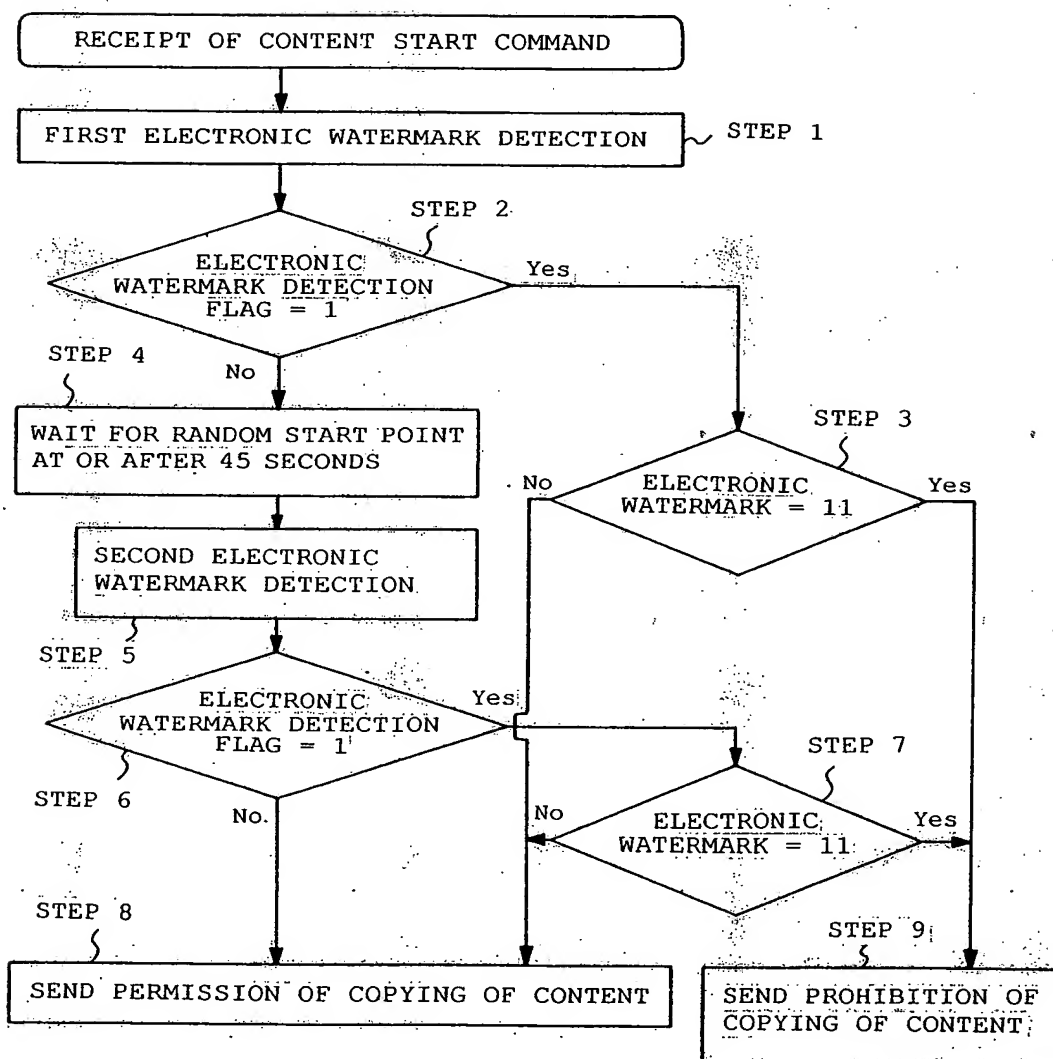 RECEIPT OF CONTENT START COMMAND
FIRST ELECTRONIC WATERMARK DETECTION
STEP 1
STEP 2
ELECTRONIC
WATERMARK DETECTION
FLAG = 1
Yes
No
STEP 4
WAIT FOR RANDOM START POINT
AT OR AFTER 45 SECONDS
STEP 3
ELECTRONIC
WATERMARK = 11
No
Yes
SECOND ELECTRONIC
WATERMARK DETECTION
STEP 5
ELECTRONIC
WATERMARK DETECTION
FLAG = 1
Yes
STEP 6
No
STEP 7
ELECTRONIC
WATERMARK = 11
No
Yes
STEP 8
SEND PERMISSION OF COPYING OF CONTENT
STEP 9
SEND PROHIBITION OF
COPYING OF CONTENT